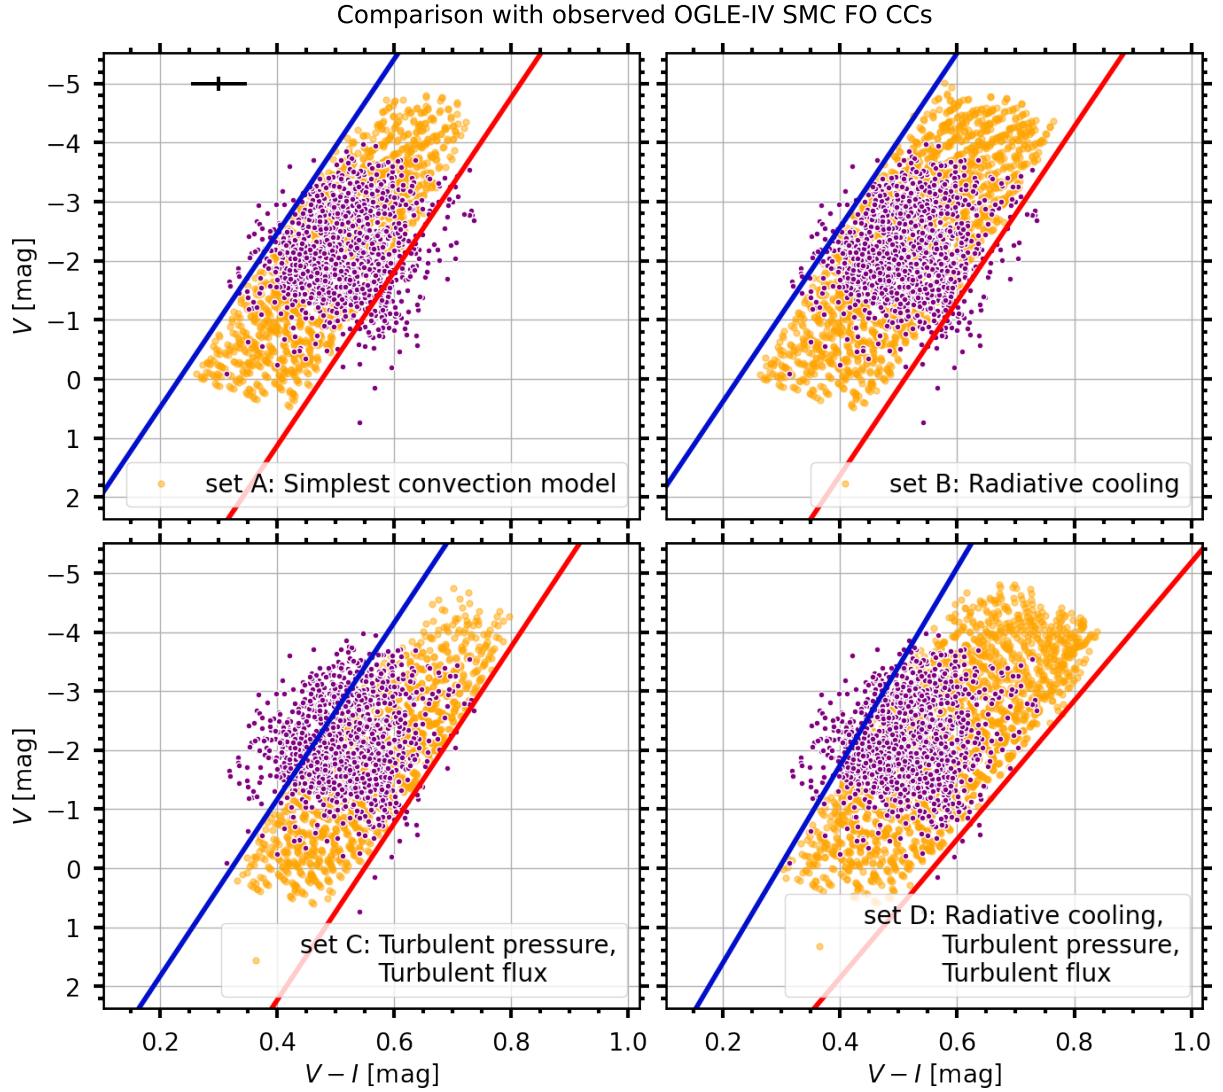 Comparison with observed OGLE-IV SMC FO CCs
−5
−4
−3
−2
−1
0
1
2
V [mag]
set A: Simplest convection model
set B: Radiative cooling
−5
−4
−3
−2
−1
0
1
2
V [mag]
set C: Turbulent pressure,
Turbulent flux
set D: Radiative cooling,
Turbulent pressure,
Turbulent flux
0.2 0.4 0.6 0.8 1.0
V − I [mag]
0.2 0.4 0.6 0.8 1.0
V − I [mag]